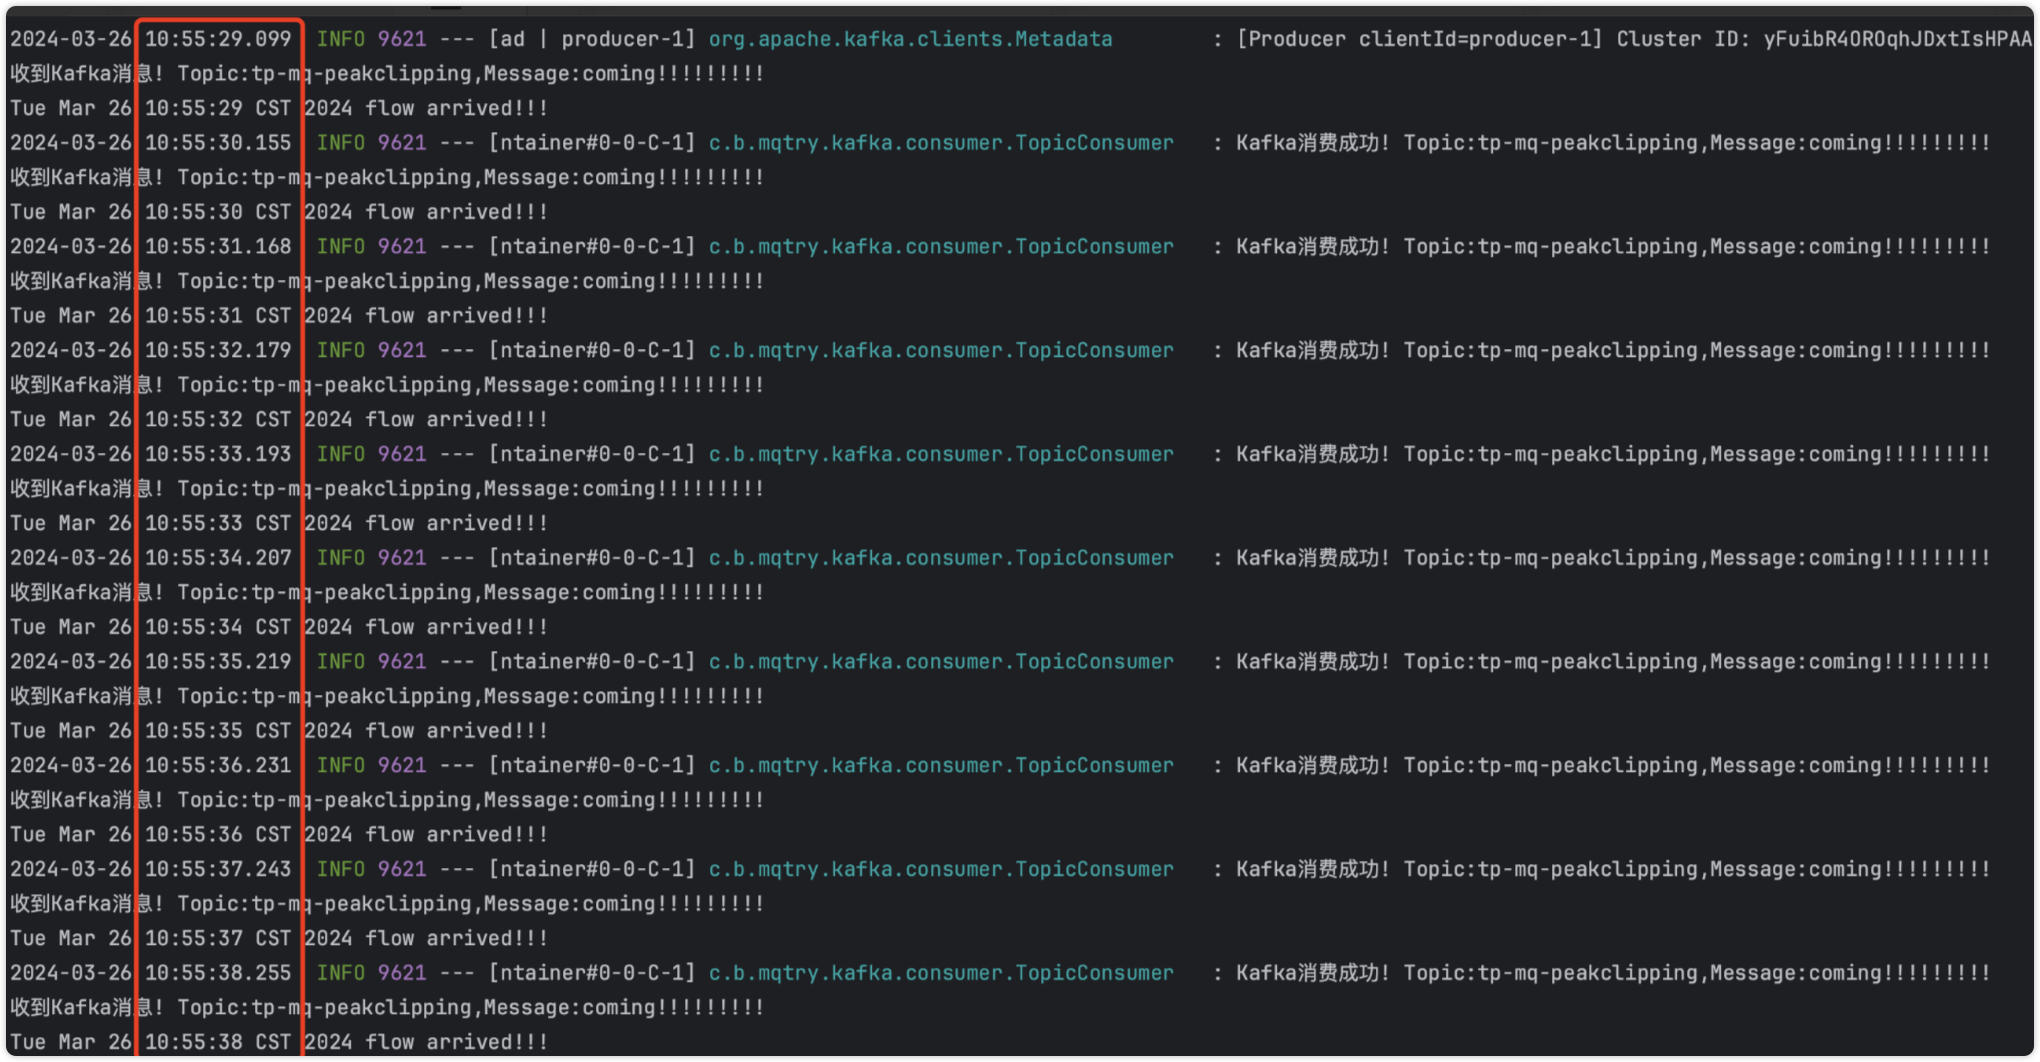 2024-03-26 10:55:29.099  INFO 9621 --- [ad | producer-1] org.apache.kafka.clients.Metadata        : [Producer clientId=producer-1] Cluster ID: yFuibR4OROqhJDxtIsHPAA
收到Kafka消息! Topic:tp-mq-peakclipping,Message:coming!!!!!!!!!
Tue Mar 26 10:55:29 CST 2024 flow arrived!!!
2024-03-26 10:55:30.155  INFO 9621 --- [ntainer#0-0-C-1] c.b.mqtry.kafka.consumer.TopicConsumer   : Kafka消费成功! Topic:tp-mq-peakclipping,Message:coming!!!!!!!!!
收到Kafka消息! Topic:tp-mq-peakclipping,Message:coming!!!!!!!!!
Tue Mar 26 10:55:30 CST 2024 flow arrived!!!
2024-03-26 10:55:31.168  INFO 9621 --- [ntainer#0-0-C-1] c.b.mqtry.kafka.consumer.TopicConsumer   : Kafka消费成功! Topic:tp-mq-peakclipping,Message:coming!!!!!!!!!
收到Kafka消息! Topic:tp-mq-peakclipping,Message:coming!!!!!!!!!
Tue Mar 26 10:55:31 CST 2024 flow arrived!!!
2024-03-26 10:55:32.179  INFO 9621 --- [ntainer#0-0-C-1] c.b.mqtry.kafka.consumer.TopicConsumer   : Kafka消费成功! Topic:tp-mq-peakclipping,Message:coming!!!!!!!!!
收到Kafka消息! Topic:tp-mq-peakclipping,Message:coming!!!!!!!!!
Tue Mar 26 10:55:32 CST 2024 flow arrived!!!
2024-03-26 10:55:33.193  INFO 9621 --- [ntainer#0-0-C-1] c.b.mqtry.kafka.consumer.TopicConsumer   : Kafka消费成功! Topic:tp-mq-peakclipping,Message:coming!!!!!!!!!
收到Kafka消息! Topic:tp-mq-peakclipping,Message:coming!!!!!!!!!
Tue Mar 26 10:55:33 CST 2024 flow arrived!!!
2024-03-26 10:55:34.207  INFO 9621 --- [ntainer#0-0-C-1] c.b.mqtry.kafka.consumer.TopicConsumer   : Kafka消费成功! Topic:tp-mq-peakclipping,Message:coming!!!!!!!!!
收到Kafka消息! Topic:tp-mq-peakclipping,Message:coming!!!!!!!!!
Tue Mar 26 10:55:34 CST 2024 flow arrived!!!
2024-03-26 10:55:35.219  INFO 9621 --- [ntainer#0-0-C-1] c.b.mqtry.kafka.consumer.TopicConsumer   : Kafka消费成功! Topic:tp-mq-peakclipping,Message:coming!!!!!!!!!
收到Kafka消息! Topic:tp-mq-peakclipping,Message:coming!!!!!!!!!
Tue Mar 26 10:55:35 CST 2024 flow arrived!!!
2024-03-26 10:55:36.231  INFO 9621 --- [ntainer#0-0-C-1] c.b.mqtry.kafka.consumer.TopicConsumer   : Kafka消费成功! Topic:tp-mq-peakclipping,Message:coming!!!!!!!!!
收到Kafka消息! Topic:tp-mq-peakclipping,Message:coming!!!!!!!!!
Tue Mar 26 10:55:36 CST 2024 flow arrived!!!
2024-03-26 10:55:37.243  INFO 9621 --- [ntainer#0-0-C-1] c.b.mqtry.kafka.consumer.TopicConsumer   : Kafka消费成功! Topic:tp-mq-peakclipping,Message:coming!!!!!!!!!
收到Kafka消息! Topic:tp-mq-peakclipping,Message:coming!!!!!!!!!
Tue Mar 26 10:55:37 CST 2024 flow arrived!!!
2024-03-26 10:55:38.255  INFO 9621 --- [ntainer#0-0-C-1] c.b.mqtry.kafka.consumer.TopicConsumer   : Kafka消费成功! Topic:tp-mq-peakclipping,Message:coming!!!!!!!!!
收到Kafka消息! Topic:tp-mq-peakclipping,Message:coming!!!!!!!!!
Tue Mar 26 10:55:38 CST 2024 flow arrived!!!